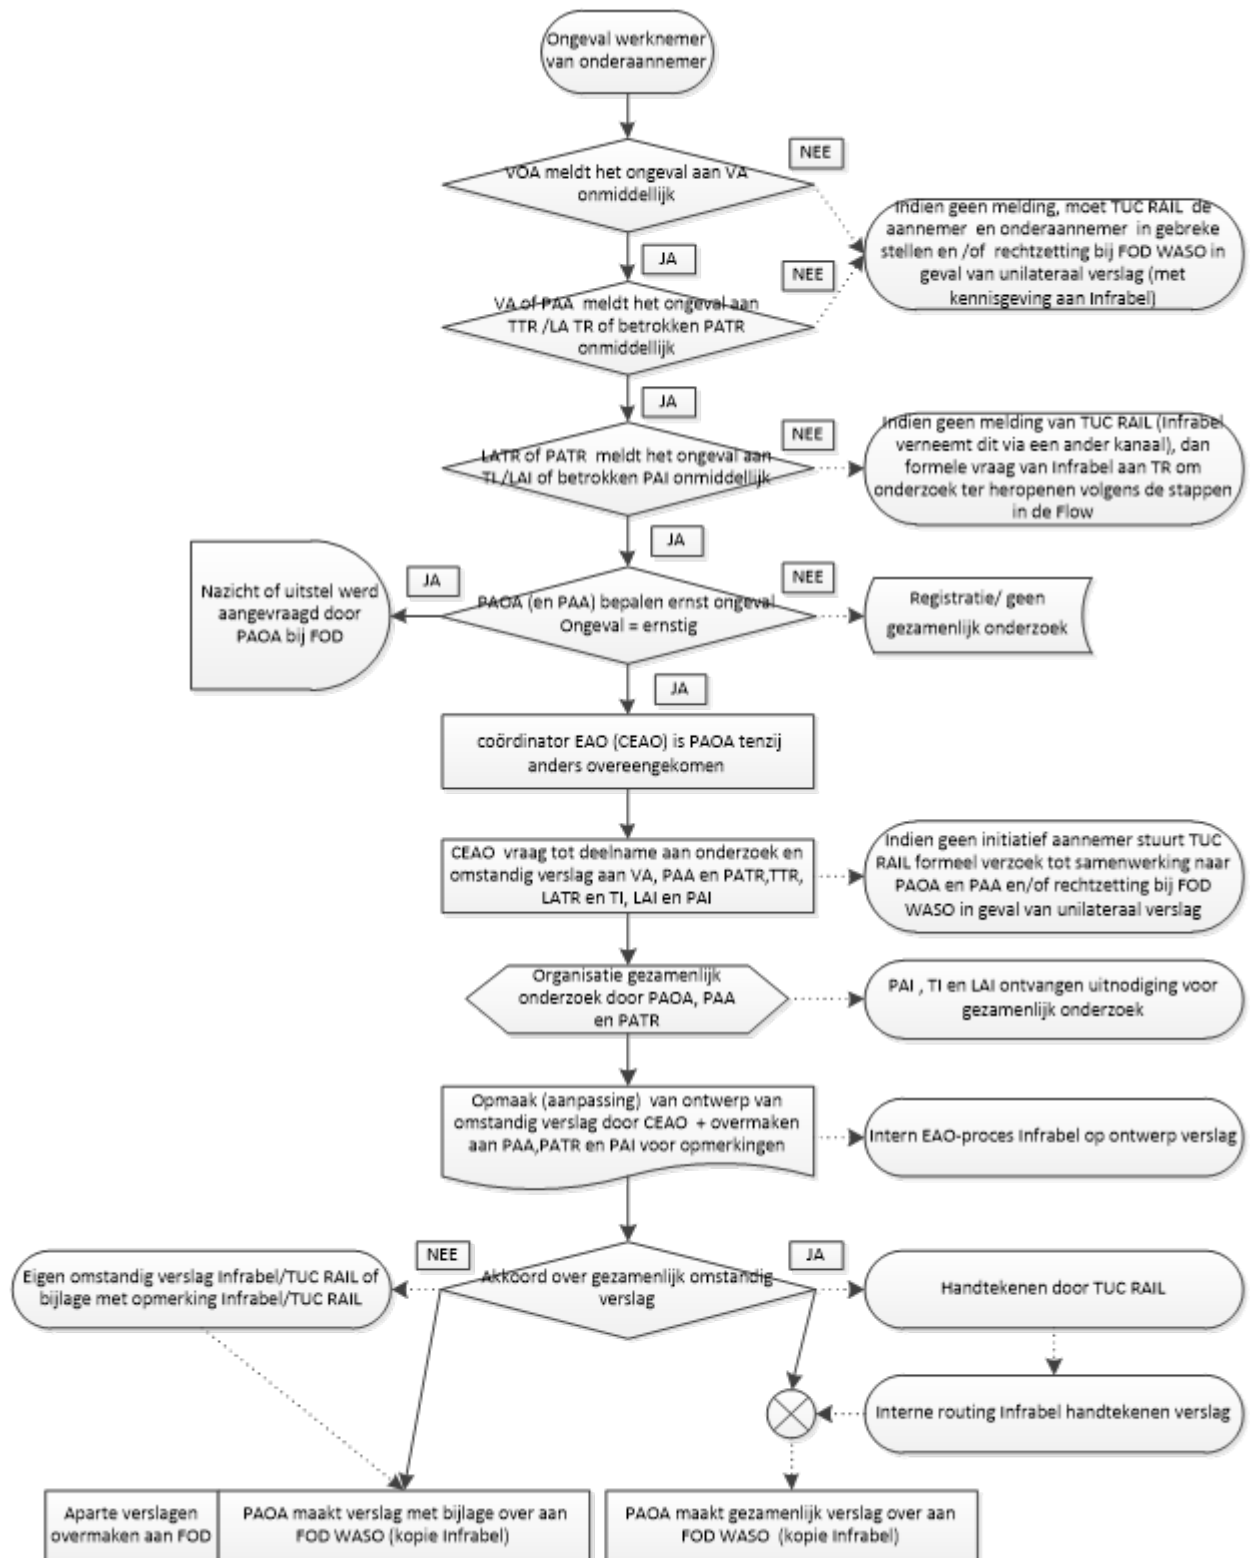 Ongeval werknemer
van onderaannemer
NEE
VOA meldt het ongeval aan VA
onmiddellijk
Indien geen melding, moet TUC RAIL de
aannemer en onderaannemer in gebreke
stellen en /of rechtzetting bij FOD WASO in
geval van unilateraal verslag (met
kennisgeving aan Infrabel)
JA
NEE
VA of PAA meldt het ongeval aan
TTR /LA TR of betrokken PATR
onmiddellijk
JA
NEE
LATR of PATR meldt het ongeval aan
TI /LAI of betrokken PAI onmiddellijk
Indien geen melding van TUC RAIL (Infrabel
verneemt dit via een ander kanaal), dan
formele vraag van Infrabel aan TR om
onderzoek ter heropenen volgens de stappen
in de Flow
JA
JA
NEE
Nazicht of uitstel werd
aangevraagd door
PAOA bij FOD
PAOA (en PAA) bepalen ernst ongeval
Ongeval = ernstig
Registratie/ geen
gezamenlijk onderzoek
JA
coördinator EAO (CEAO) is PAOA tenzij
anders overeengekomen
CEAO vraag tot deelname aan onderzoek en
omstandig verslag aan VA, PAA en PATR,TTR,
LATR en TI, LAI en PAI
Indien geen initiatief aannemer stuurt TUC
RAIL formeel verzoek tot samenwerking naar
PAOA en PAA en/of rechtzetting bij FOD
WASO in geval van unilateraal verslag
Organisatie gezamenlijk
onderzoek door PAOA, PAA
en PATR
PAI , TI en LAI ontvangen uitnodiging voor
gezamenlijk onderzoek
Opmaak (aanpassing) van ontwerp van
omstandig verslag door CEAO + overmaken
aan PAA,PATR en PAI voor opmerkingen
Intern EAO-proces Infrabel op ontwerp verslag
NEE
JA
Eigen omstandig verslag Infrabel/TUC RAIL of
bijlage met opmerking Infrabel/TUC RAIL
Akkoord over gezamenlijk omstandig
verslag
Handtekenen door TUC RAIL
Interne routing Infrabel handtekenen verslag
Aparte verslagen
overmaken aan FOD
PAOA maakt verslag met bijlage over aan
FOD WASO (kopie Infrabel)
PAOA maakt gezamenlijk verslag over aan
FOD WASO (kopie Infrabel)